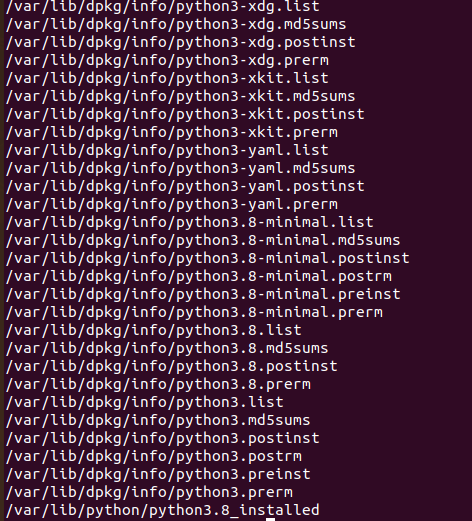 /var/lib/dpkg/info/python3-xdg.list
/var/lib/dpkg/info/python3-xdg.md5sums
/var/lib/dpkg/info/python3-xdg.postinst
/var/lib/dpkg/info/python3-xdg.prerm
/var/lib/dpkg/info/python3-xkit.list
/var/lib/dpkg/info/python3-xkit.md5sums
/var/lib/dpkg/info/python3-xkit.postinst
/var/lib/dpkg/info/python3-xkit.prerm
/var/lib/dpkg/info/python3-yaml.list
/var/lib/dpkg/info/python3-yaml.md5sums
/var/lib/dpkg/info/python3-yaml.postinst
/var/lib/dpkg/info/python3-yaml.prerm
/var/lib/dpkg/info/python3.8-minimal.list
/var/lib/dpkg/info/python3.8-minimal.md5sums
/var/lib/dpkg/info/python3.8-minimal.postinst
/var/lib/dpkg/info/python3.8-minimal.postrm
/var/lib/dpkg/info/python3.8-minimal.preinst
/var/lib/dpkg/info/python3.8-minimal.prerm
/var/lib/dpkg/info/python3.8.list
/var/lib/dpkg/info/python3.8.md5sums
/var/lib/dpkg/info/python3.8.postinst
/var/lib/dpkg/info/python3.8.prerm
/var/lib/dpkg/info/python3.list
/var/lib/dpkg/info/python3.md5sums
/var/lib/dpkg/info/python3.postinst
/var/lib/dpkg/info/python3.postrm
/var/lib/dpkg/info/python3.preinst
/var/lib/dpkg/info/python3.prerm
/var/lib/python/python3.8_installed